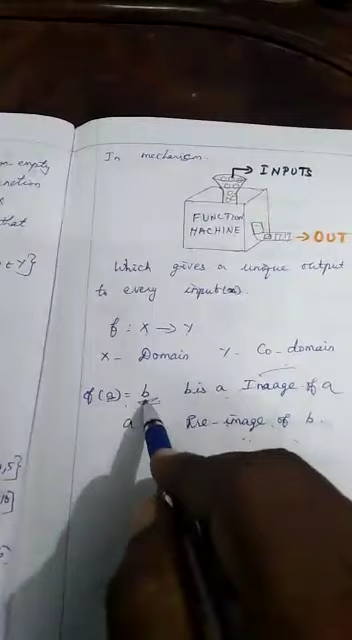 In mechanism.
INPUTS
FUNCTION
MACHINE
OUT
Which gives a unique output
to every input(x).
f : X → Y
X - Domain Y - Co-domain
f(a) = b b is a Image of a
a Pre-image of b.
that
∈ Y}